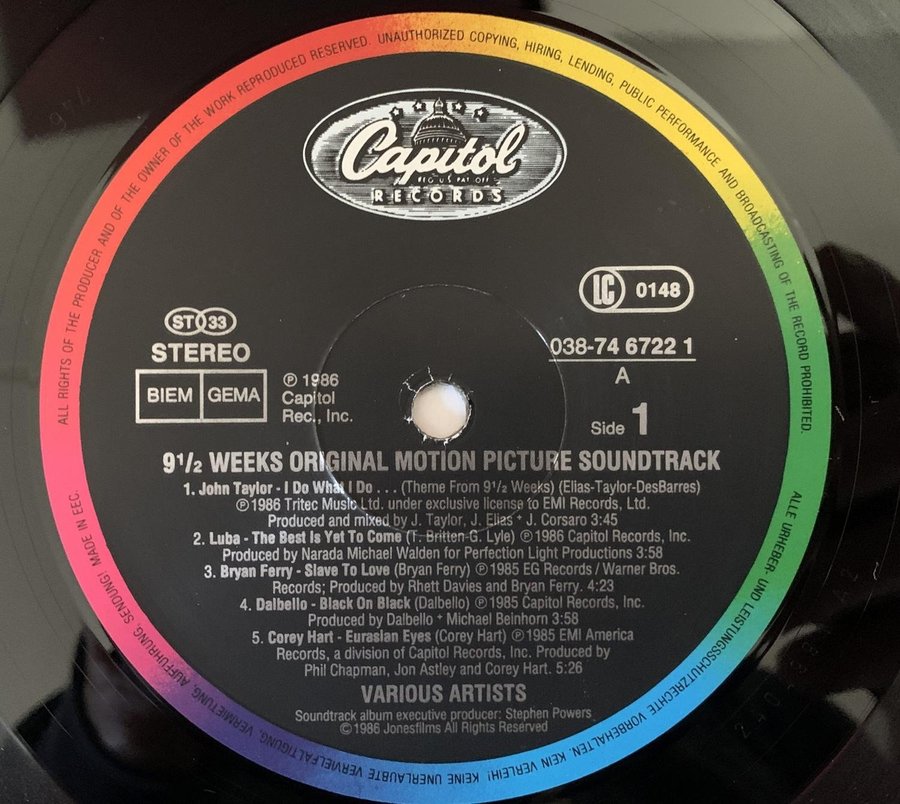 ALL RIGHTS OF THE PRODUCER AND OF THE OWNER OF THE WORK REPRODUCED RESERVED. UNAUTHORIZED COPYING, HIRING, LENDING, PUBLIC PERFORMANCE AND BROADCASTING OF THE RECORD PROHIBITED.
Capitol
REG US PAT OFF
RECORDS
LC 0148
ST 33
STEREO
BIEM GEMA
℗ 1986
Capitol
Rec., Inc.
038-74 6722 1
A
Side 1
9½ WEEKS ORIGINAL MOTION PICTURE SOUNDTRACK
1. John Taylor - I Do What I Do . . . (Theme From 9½ Weeks) (Elias-Taylor-DesBarres)
℗ 1986 Tritec Music Ltd. under exclusive license to EMI Records, Ltd.
Produced and mixed by J. Taylor, J. Elias + J. Corsaro 3:45
2. Luba - The Best Is Yet To Come (T. Britten-G. Lyle) ℗ 1986 Capitol Records, Inc.
Produced by Narada Michael Walden for Perfection Light Productions 3:58
3. Bryan Ferry - Slave To Love (Bryan Ferry) ℗ 1985 EG Records / Warner Bros.
Records; Produced by Rhett Davies and Bryan Ferry. 4:23
4. Dalbello - Black On Black (Dalbello) ℗ 1985 Capitol Records, Inc.
Produced by Dalbello + Michael Beinhorn 3:58
5. Corey Hart - Eurasian Eyes (Corey Hart) ℗ 1985 EMI America
Records, a division of Capitol Records, Inc. Produced by
Phil Chapman, Jon Astley and Corey Hart. 5:26
VARIOUS ARTISTS
Soundtrack album executive producer: Stephen Powers
© 1986 Jonesfilms All Rights Reserved
ALLE URHEBER- UND LEISTUNGSSCHUTZRECHTE VORBEHALTEN. KEIN VERLEIH! KEINE UNERLAUBTE VERVIELFÄLTIGUNG, VERMIETUNG, AUFFÜHRUNG, SENDUNG! MADE IN EEC.